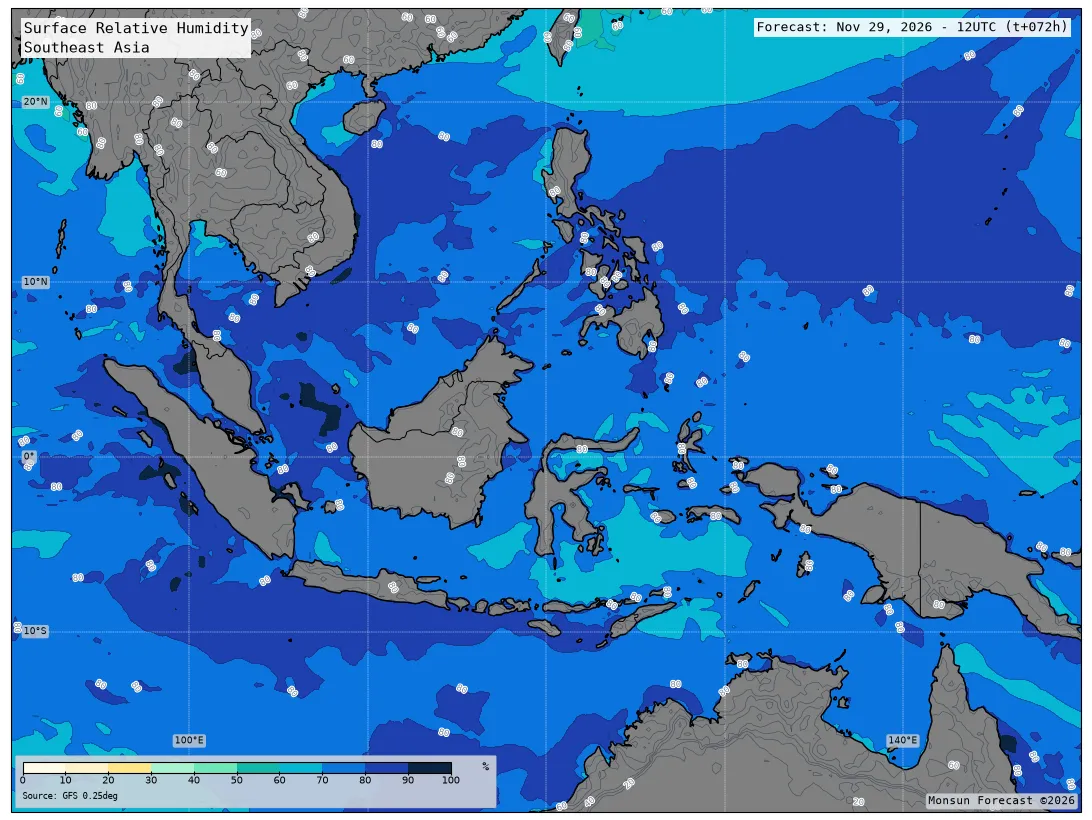 Surface Relative Humidity
Southeast Asia
Forecast: Nov 29, 2026 - 12UTC (t+072h)
20°N
10°N
0°
10°S
100°E
140°E
0 10 20 30 40 50 60 70 80 90 100
%
Source: GFS 0.25deg
Monsun Forecast ©2026